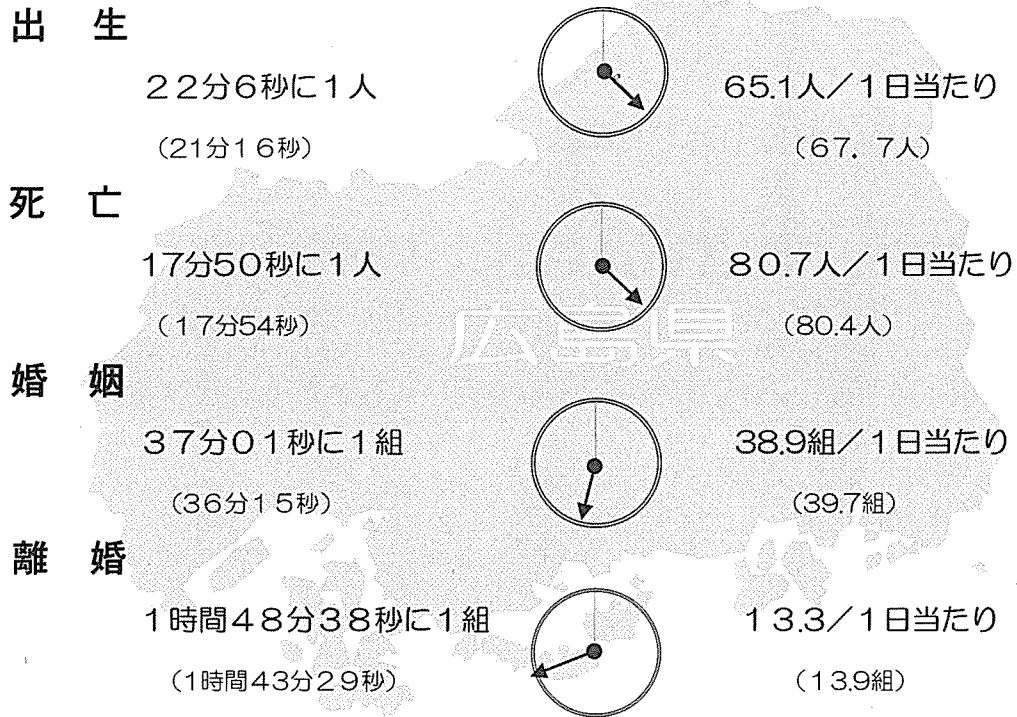 出　生
２２分６秒に１人　65.1人／１日当たり
（21分１６秒）　（６７．７人）
死　亡
17分５０秒に１人　８０.７人／１日当たり
（１７分54秒）　（80.4人）
広島県
婚　姻
３７分０１秒に１組　38.9組／１日当たり
（３６分１５秒）　（39.7組）
離　婚
１時間４８分３８秒に１組　１３.３／１日当たり
（1時間43分２９秒）　（１３.９組）